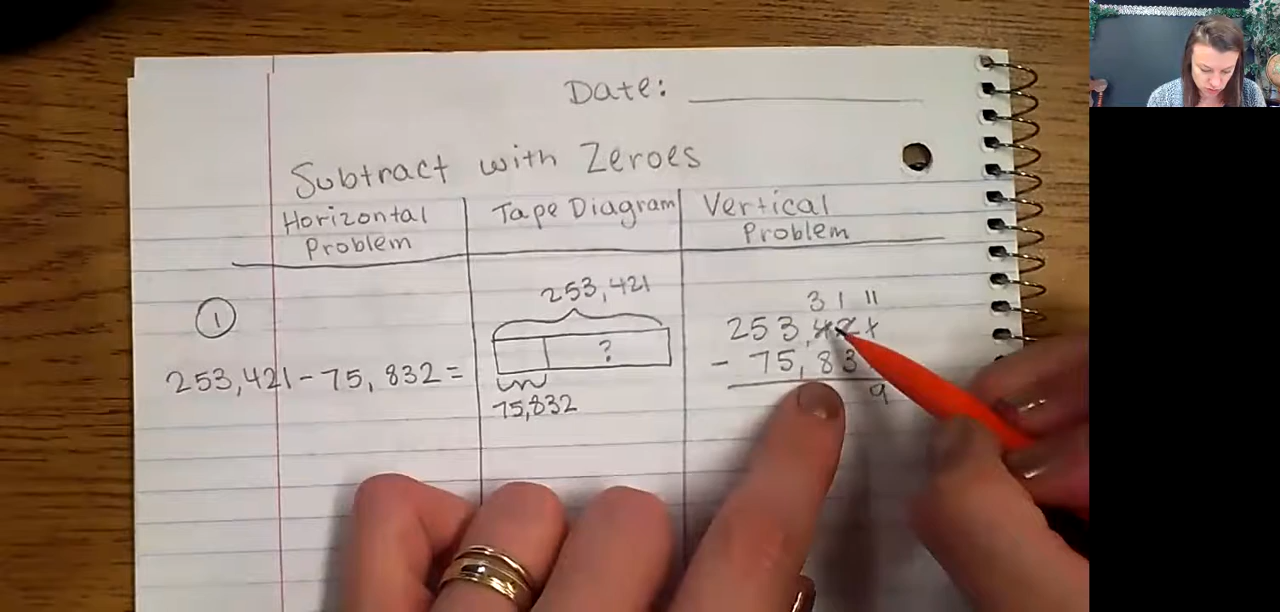 Date:
Subtract with Zeroes
Horizontal Problem
Tape Diagram
Vertical Problem
1
253,421 - 75,832 =
253,421
?
75,832
3 1 11
253,421
- 75,83
9